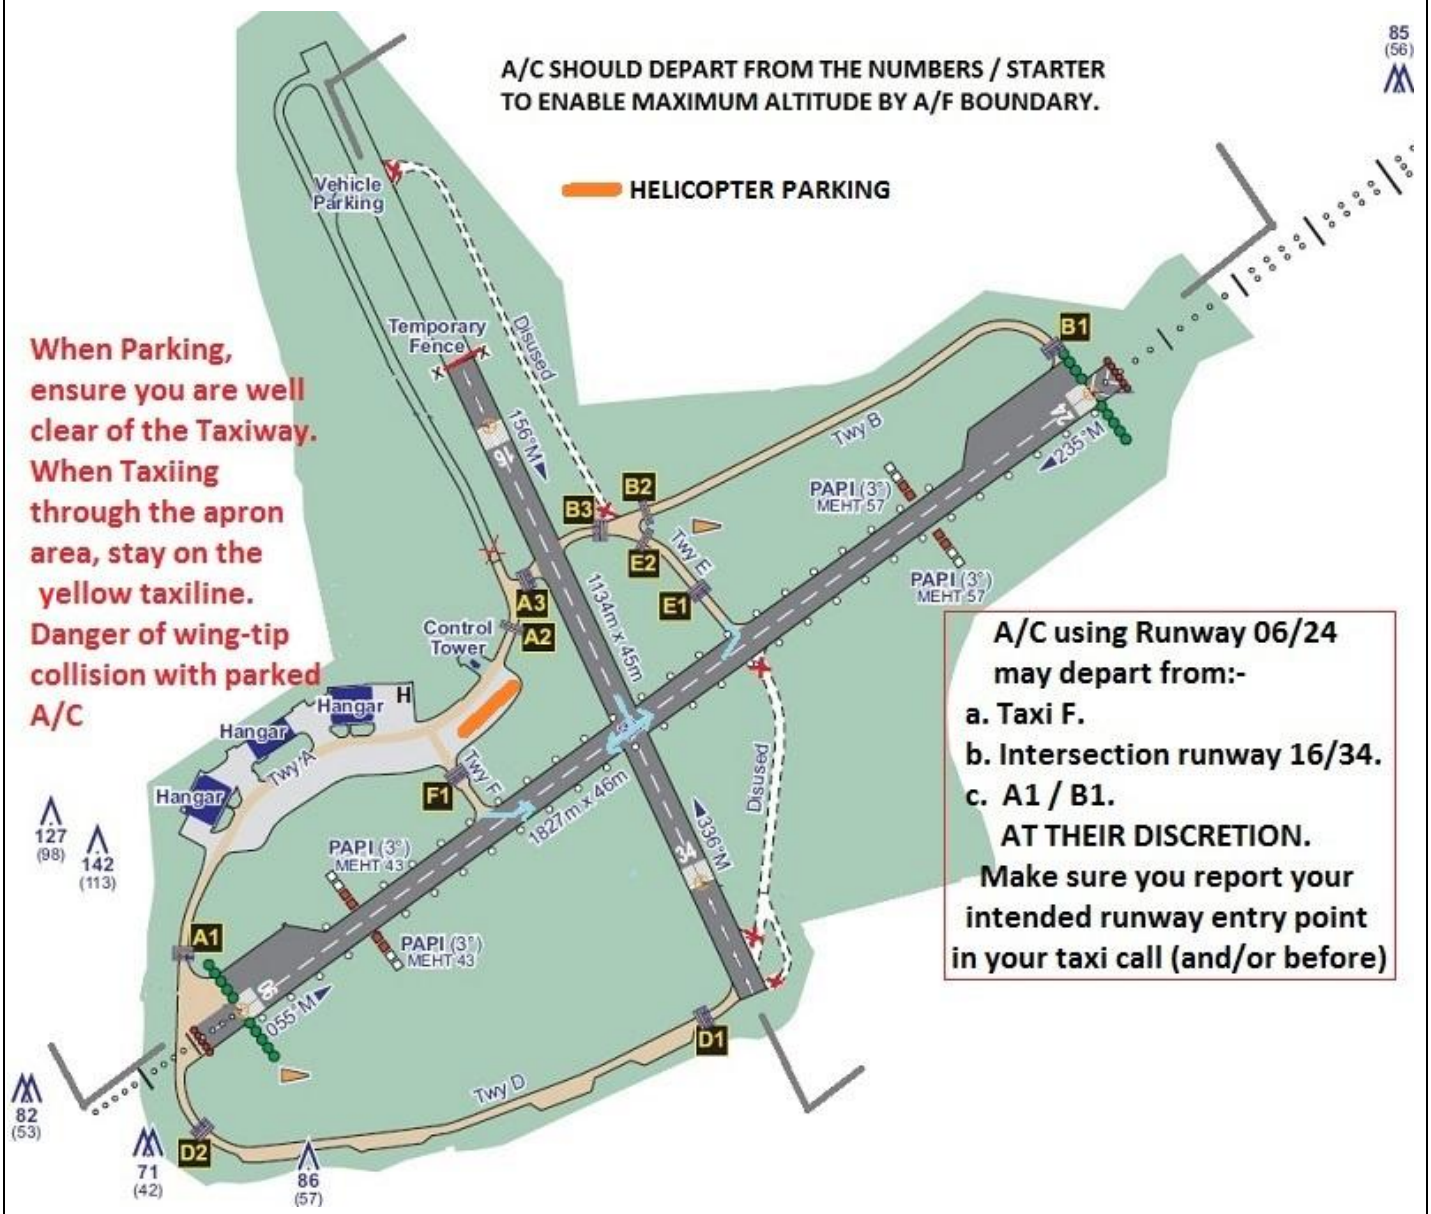 85
(56)
A/C SHOULD DEPART FROM THE NUMBERS / STARTER
TO ENABLE MAXIMUM ALTITUDE BY A/F BOUNDARY.
HELICOPTER PARKING
Vehicle
Parking
Temporary
Fence
X
X
Disused
When Parking,
ensure you are well
clear of the Taxiway.
When Taxiing
through the apron
area, stay on the
yellow taxiline.
Danger of wing-tip
collision with parked
A/C
156°M
16
B1
24
235°M
Twy B
PAPI (3°)
MEHT 57
PAPI (3°)
MEHT 57
B2
B3
E2
Twy E
E1
A3
A2
Control
Tower
1134m x 45m
H
Hangar
Hangar
Hangar
Twy A
Twy F
F1
1827m x 46m
Disused
336°M
34
A/C using Runway 06/24
may depart from:-
a. Taxi F.
b. Intersection runway 16/34.
c. A1 / B1.
AT THEIR DISCRETION.
Make sure you report your
intended runway entry point
in your taxi call (and/or before)
127
(98)
142
(113)
PAPI (3°)
MEHT 43
PAPI (3°)
MEHT 43
A1
06
055°M
D1
Twy D
D2
82
(53)
71
(42)
86
(57)